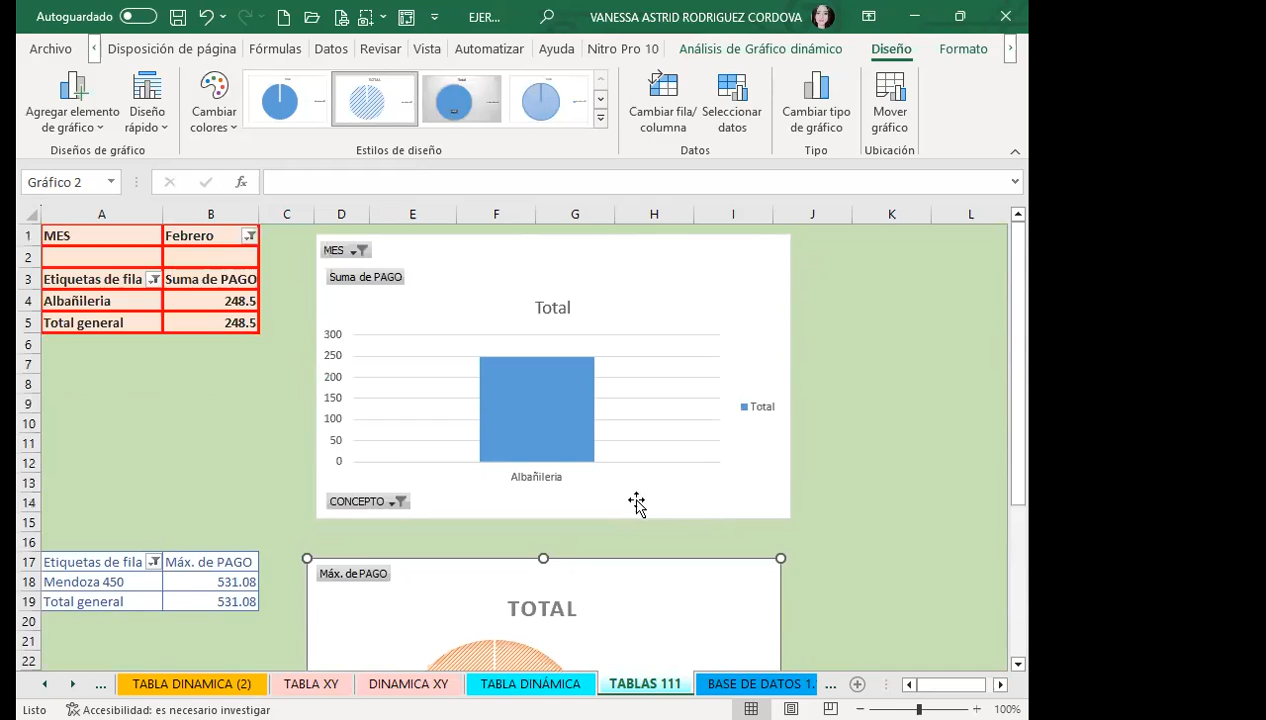 Autoguardado
EJER...
VANESSA ASTRID RODRIGUEZ CORDOVA
Archivo
Disposición de página
Fórmulas
Datos
Revisar
Vista
Automatizar
Ayuda
Nitro Pro 10
Análisis de Gráfico dinámico
Diseño
Formato
Agregar elemento de gráfico
Diseño rápido
Cambiar colores
Cambiar fila/ columna
Seleccionar datos
Cambiar tipo de gráfico
Mover gráfico
Diseños de gráfico
Estilos de diseño
Datos
Tipo
Ubicación
Gráfico 2
fx
A B C D E F G H I J K L
1 MES Febrero
2
3 Etiquetas de fila Suma de PAGO
4 Albañileria 248.5
5 Total general 248.5
6
7
8
9
10
11
12
13
14
15
16
17 Etiquetas de fila Máx. de PAGO
18 Mendoza 450 531.08
19 Total general 531.08
20
21
22
MES
Suma de PAGO
Total
300
250
200
150
100
50
0
Albañileria
Total
CONCEPTO
Máx. de PAGO
TOTAL
...
TABLA DINAMICA (2)
TABLA XY
DINAMICA XY
TABLA DINÁMICA
TABLAS 111
BASE DE DATOS 1.
...
Listo
Accesibilidad: es necesario investigar
100%